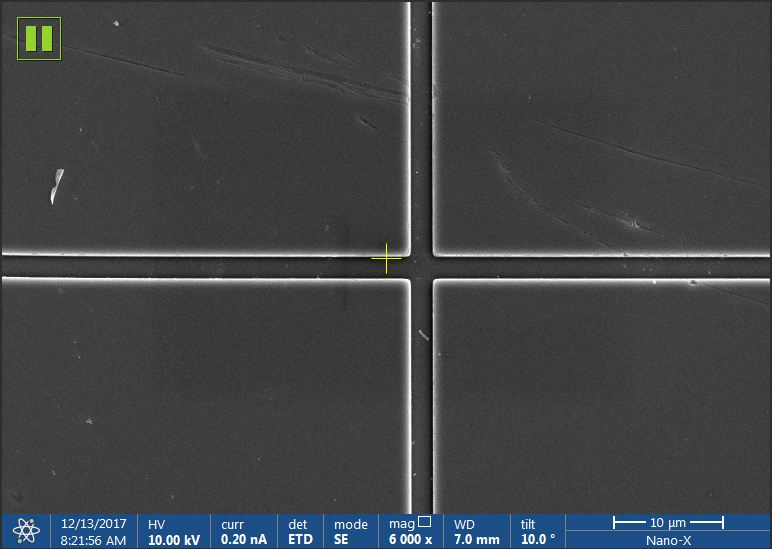 12/13/2017 HV curr det mode mag WD tilt 10 µm
8:21:56 AM 10.00 kV 0.20 nA ETD SE 6 000 x 7.0 mm 10.0 ° Nano-X